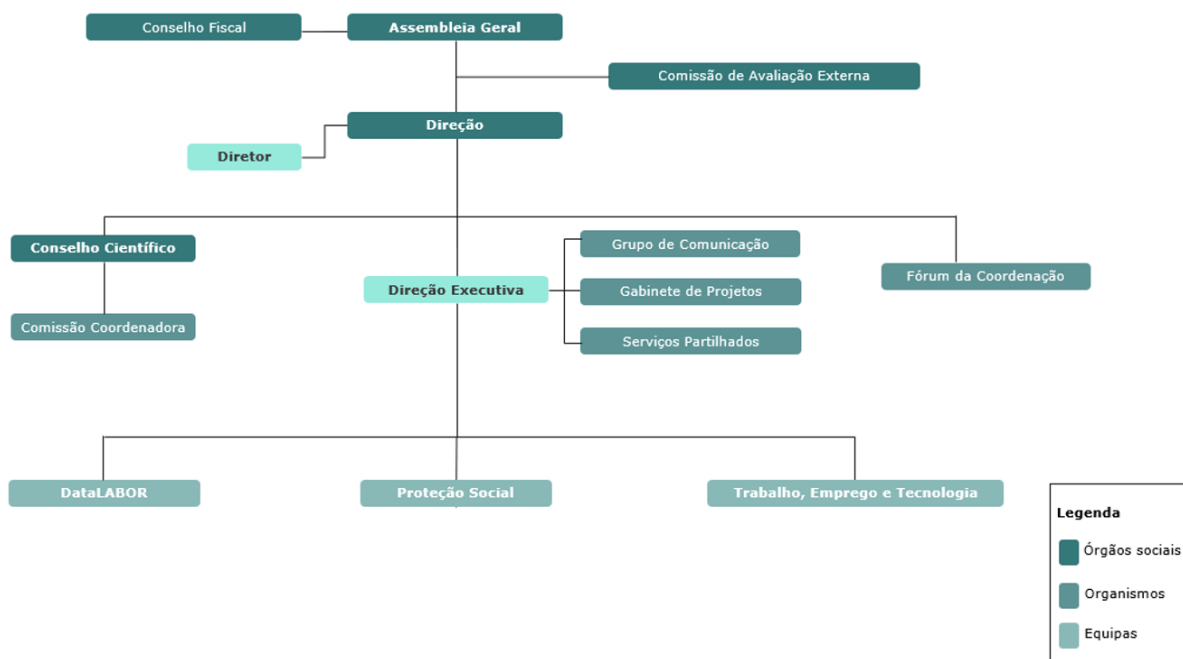 Conselho Fiscal
Assembleia Geral
Comissão de Avaliação Externa
Direção
Diretor
Conselho Científico
Grupo de Comunicação
Fórum da Coordenação
Direção Executiva
Gabinete de Projetos
Comissão Coordenadora
Serviços Partilhados
DataLABOR
Proteção Social
Trabalho, Emprego e Tecnologia
Legenda
Órgãos sociais
Organismos
Equipas